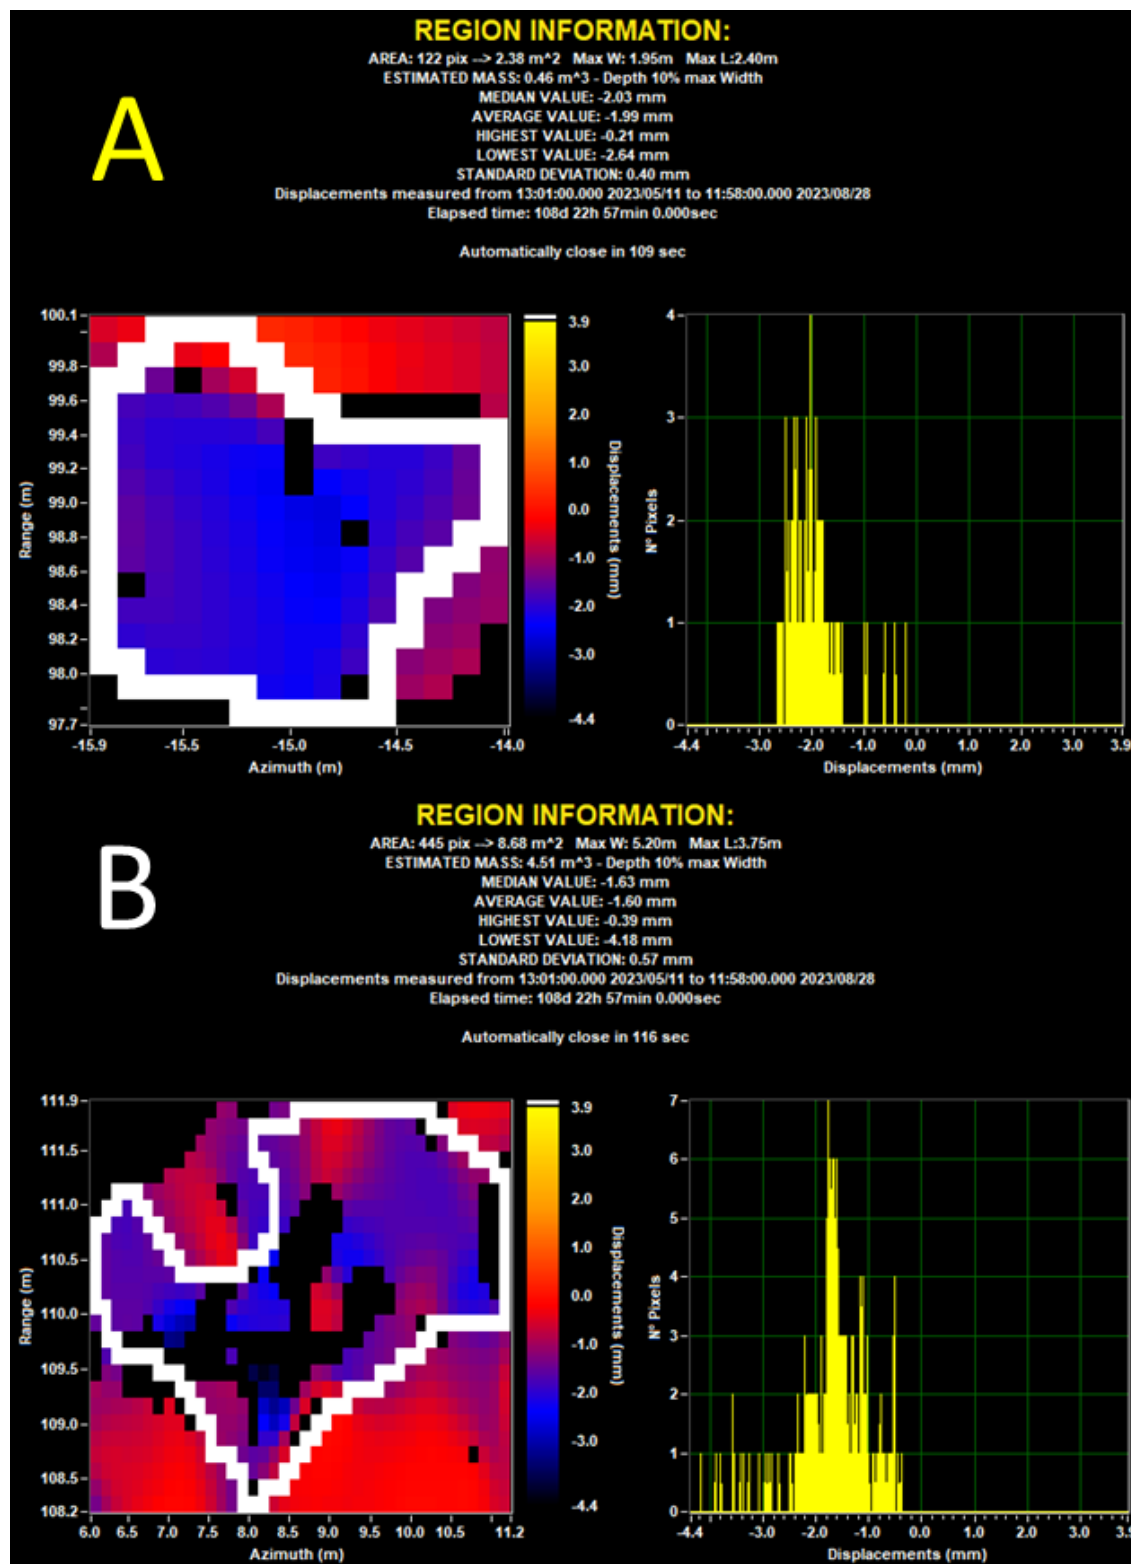 REGION INFORMATION:
AREA: 122 pix --> 2.38 m^2 Max W: 1.95m Max L:2.40m
ESTIMATED MASS: 0.46 m^3 - Depth 10% max Width
MEDIAN VALUE: -2.03 mm
AVERAGE VALUE: -1.99 mm
HIGHEST VALUE: -0.21 mm
LOWEST VALUE: -2.64 mm
STANDARD DEVIATION: 0.40 mm
Displacements measured from 13:01:00.000 2023/05/11 to 11:58:00.000 2023/08/28
Elapsed time: 108d 22h 57min 0.000sec
Automatically close in 109 sec
A
Range (m)
100.1
99.8
99.6
99.4
99.2
99.0
98.8
98.6
98.4
98.2
98.0
97.7
-15.9 -15.5 -15.0 -14.5 -14.0
Azimuth (m)
3.9
3.0
2.0
1.0
0.0
-1.0
-2.0
-3.0
-4.4
Displacements (mm)
Nº Pixels
4
3
2
1
0
-4.4 -3.0 -2.0 -1.0 0.0 1.0 2.0 3.0 3.9
Displacements (mm)
REGION INFORMATION:
AREA: 445 pix --> 8.68 m^2 Max W: 5.20m Max L:3.75m
ESTIMATED MASS: 4.51 m^3 - Depth 10% max Width
MEDIAN VALUE: -1.63 mm
AVERAGE VALUE: -1.60 mm
HIGHEST VALUE: -0.39 mm
LOWEST VALUE: -4.18 mm
STANDARD DEVIATION: 0.57 mm
Displacements measured from 13:01:00.000 2023/05/11 to 11:58:00.000 2023/08/28
Elapsed time: 108d 22h 57min 0.000sec
Automatically close in 116 sec
B
Range (m)
111.9
111.5
111.0
110.5
110.0
109.5
109.0
108.5
108.2
6.0 6.5 7.0 7.5 8.0 8.5 9.0 9.5 10.0 10.5 11.2
Azimuth (m)
3.9
3.0
2.0
1.0
0.0
-1.0
-2.0
-3.0
-4.4
Displacements (mm)
Nº Pixels
7
6
5
4
3
2
1
0
-4.4 -3.0 -2.0 -1.0 0.0 1.0 2.0 3.0 3.9
Displacements (mm)